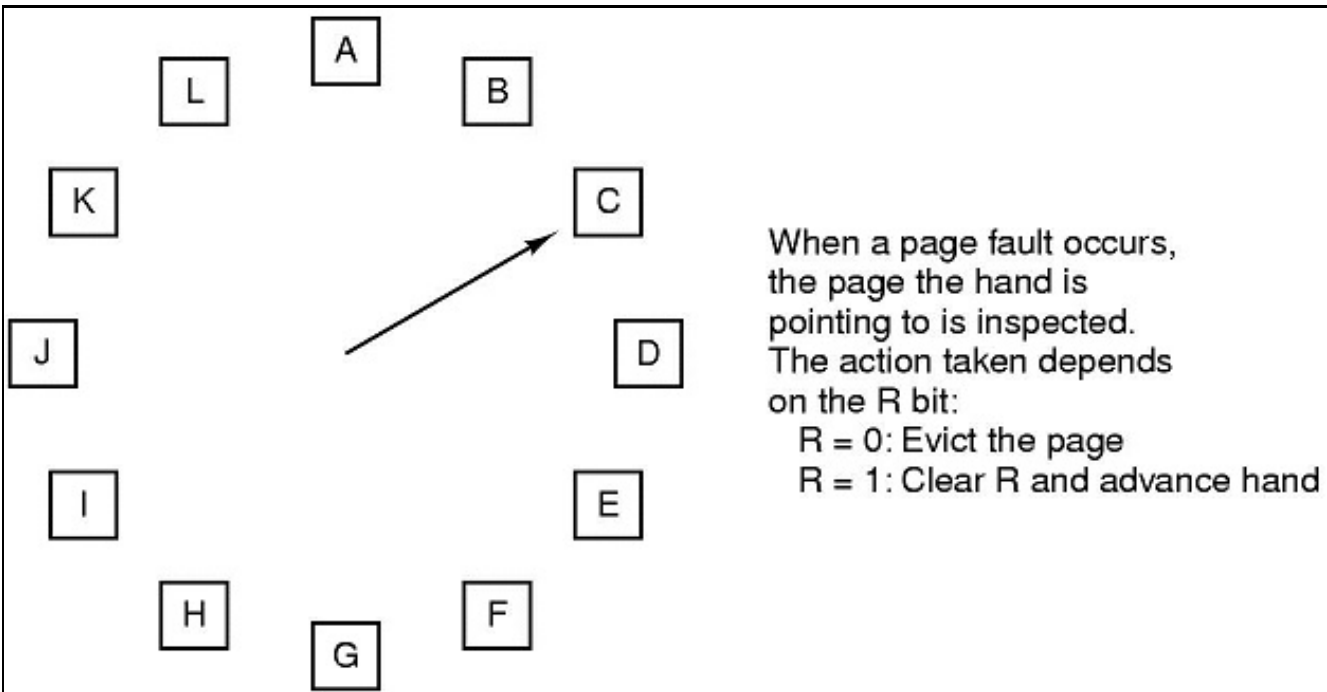 A
L
B
K
C
J
D
I
E
H
F
G
When a page fault occurs,
the page the hand is
pointing to is inspected.
The action taken depends
on the R bit:
R = 0: Evict the page
R = 1: Clear R and advance hand